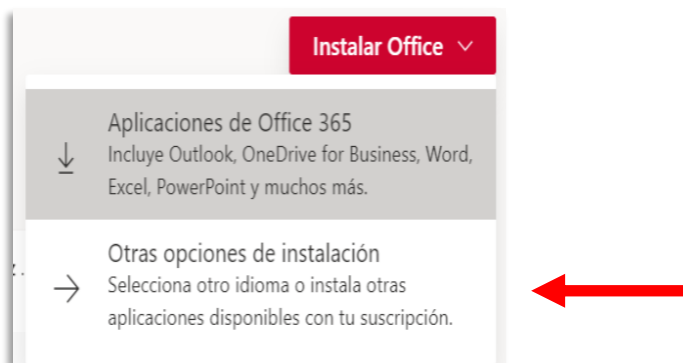 Instalar Office
Aplicaciones de Office 365
Incluye Outlook, OneDrive for Business, Word,
Excel, PowerPoint y muchos más.
Otras opciones de instalación
Selecciona otro idioma o instala otras
aplicaciones disponibles con tu suscripción.